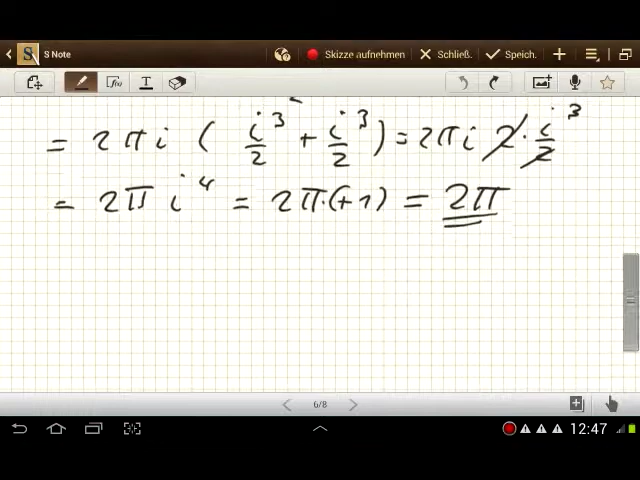 S Note Skizze aufnehmen Schließ. Speich.
= 2πi ( i³/2 + i³/2 ) = 2πi 2 · i³/2
= 2π i⁴ = 2π·(+1) = 2π
6/8
12:47